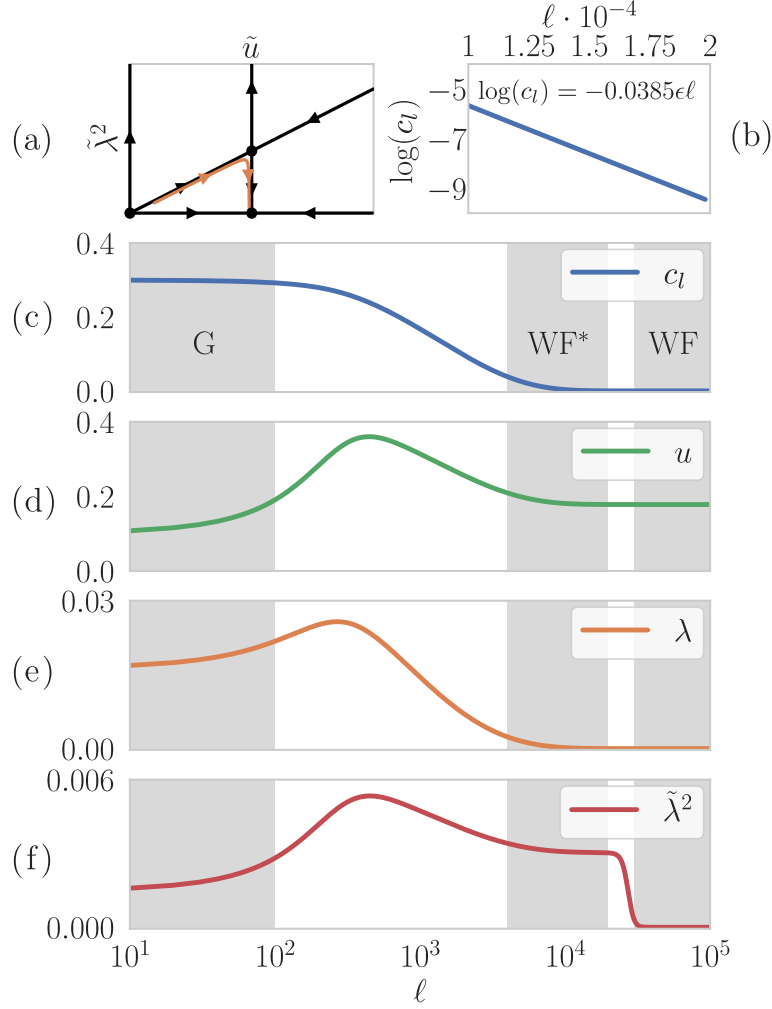 ũ
λ̃²
(a)
ℓ · 10⁻⁴
1 1.25 1.5 1.75 2
log(c_l) = −0.0385ϵℓ
log(c_l)
−5
−7
−9
(b)
(c)
0.4
0.2
0.0
G
WF*
WF
c_l
(d)
0.4
0.2
0.0
u
(e)
0.03
0.00
λ
(f)
0.006
0.000
λ̃²
10¹ 10² 10³ 10⁴ 10⁵
ℓ